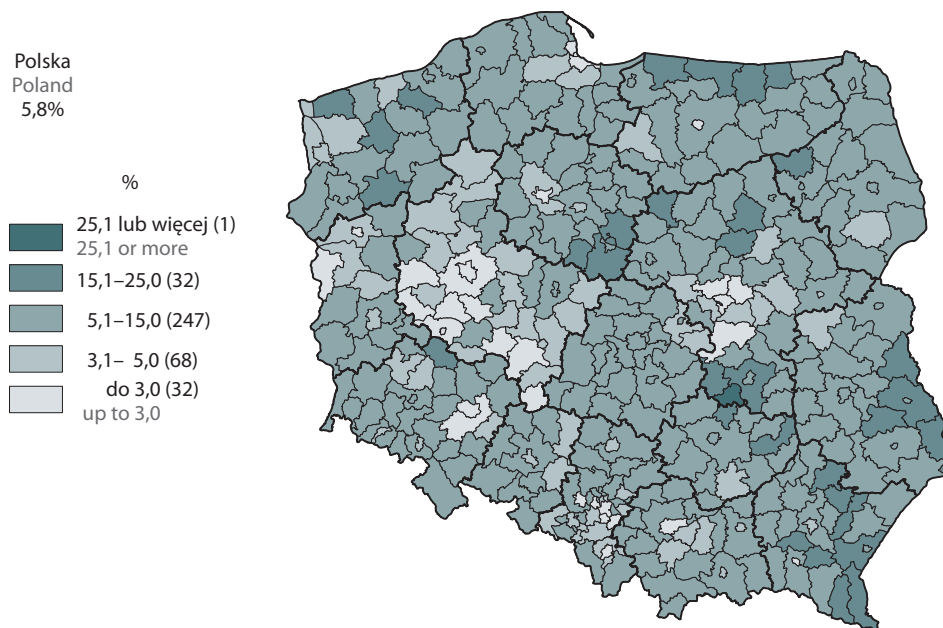 Polska
Poland
5,8%
%
25,1 lub więcej (1)
25,1 or more
15,1–25,0 (32)
5,1–15,0 (247)
3,1– 5,0 (68)
do 3,0 (32)
up to 3,0